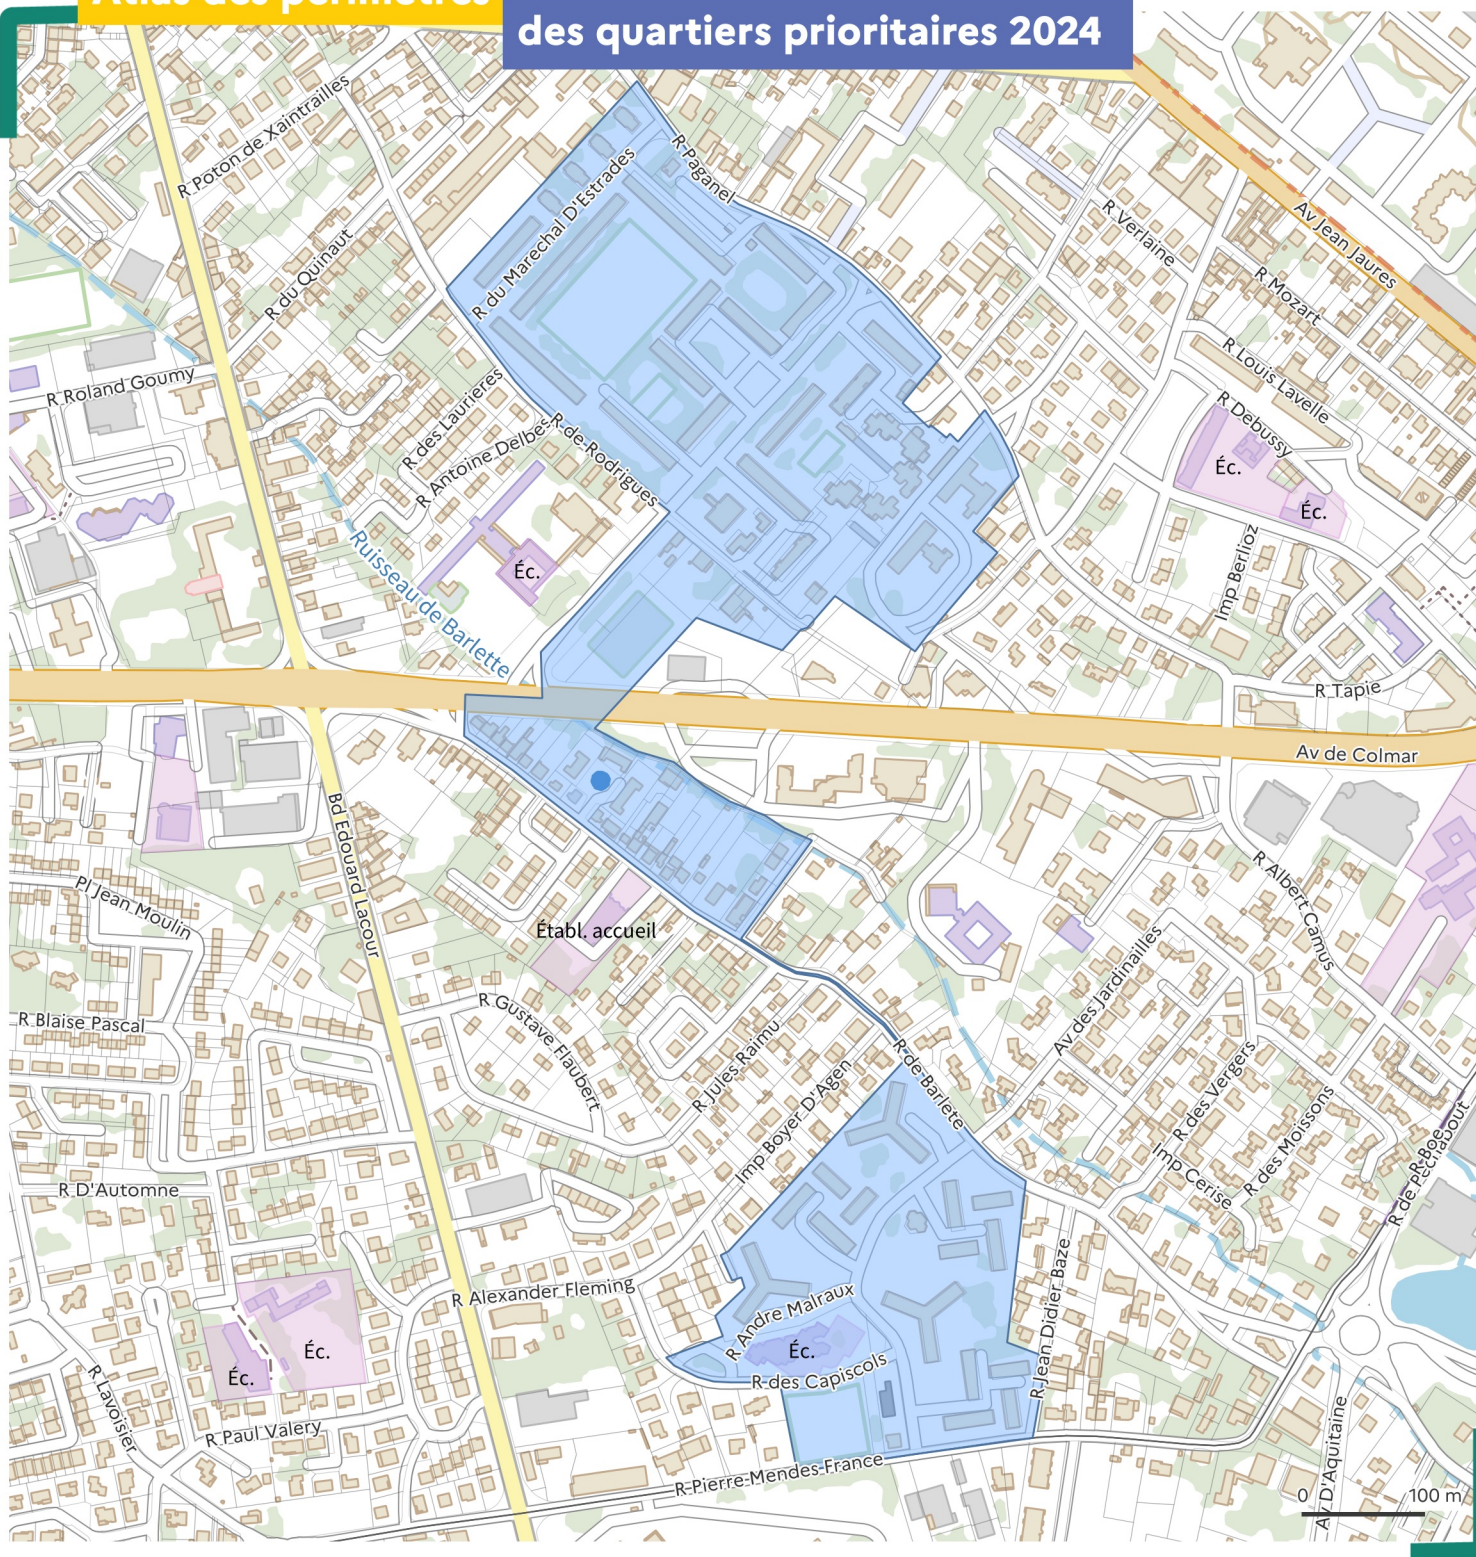 Atlas des périmètres
des quartiers prioritaires 2024
R Poton de Xaintrailles
R Paganel
R du Marechal D'Estrades
R Verlaine
Av Jean Jaures
R du Quinaut
R Mozart
R Louis Lavelle
R Roland Goumy
R des Laurieres
R Debussy
R Antoine Delbes
R de Rodrigues
Éc.
Éc.
Ruisseau de Barlette
Éc.
Imp Berlioz
R Tapie
Av de Colmar
Bd Edouard Lacour
R Albert Camus
Pl Jean Moulin
Établ. accueil
Av des Jardinailles
R Blaise Pascal
R Gustave Flaubert
R Jules Raimu
R de Barlete
Imp Boyer D'Agen
R des Vergers
R des Moissons
Imp Cerise
R Boe
R de Pechabout
R D'Automne
R Jean Didier Baze
R Alexander Fleming
R Andre Malraux
Éc.
Éc.
Éc.
R des Capiscols
R Lavoisier
R Paul Valery
R Pierre Mendes France
Av D'Aquitaine
0 100 m